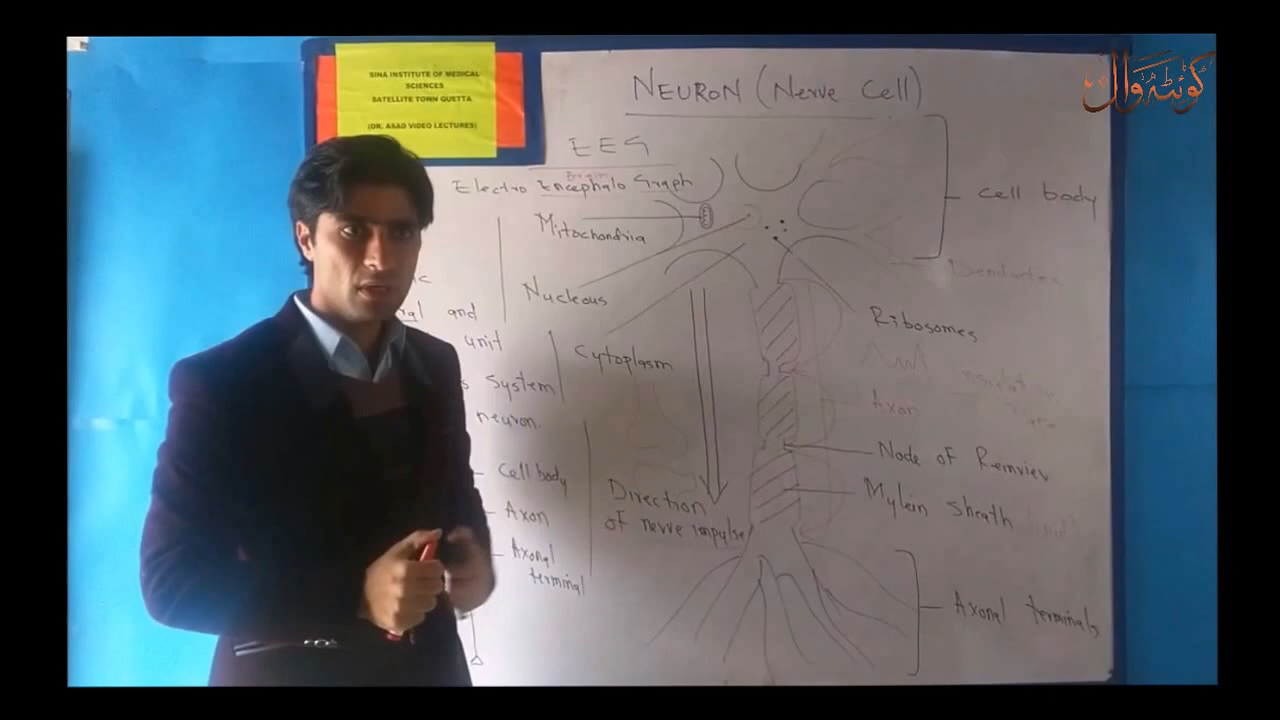 SINA INSTITUTE OF MEDICAL
SCIENCES
SATELLITE TOWN QUETTA
(DR. ASAD VIDEO LECTURES)
کوئٹہ وال
NEURON (Nerve Cell)
EEG
Brain
Electro Encephalo Graph
Mitochondria
Nucleous
Cytoplasm
Direction
of nerve impulse
Cell body
Ribosomes
Axon
Node of Reinview
Mylein Sheath
Axonal terminals
and
unit
System
neuron.
Cell body
Axon
Axonal
terminal